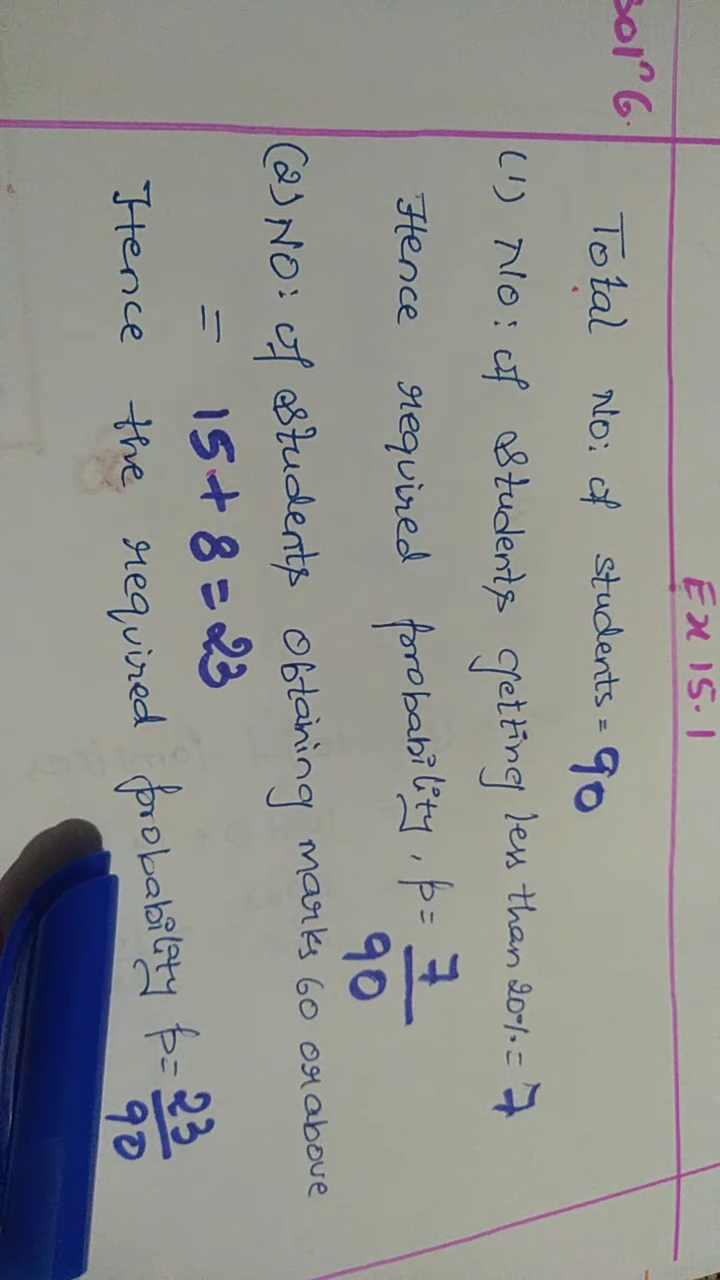 Ex 15.1
Solⁿ 6.
Total No: of students = 90
(1) No: of students getting less than 20% = 7
Hence required probability, p = 7/90
(2) No: of students obtaining marks 60 or above
= 15 + 8 = 23
Hence the required probability p = 23/90